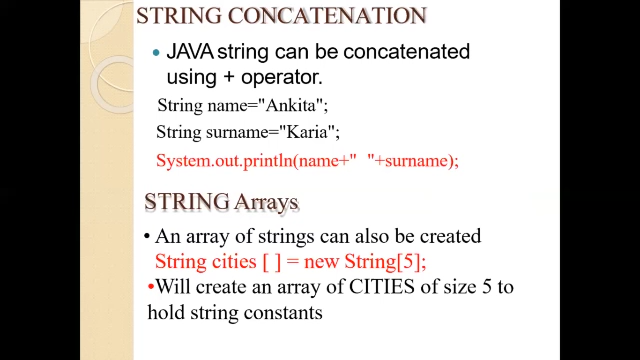 STRING CONCATENATION
• JAVA string can be concatenated
using + operator.
String name="Ankita";
String surname="Karia";
System.out.println(name+"  "+surname);
STRING Arrays
• An array of strings can also be created
String cities [ ] = new String[5];
•Will create an array of CITIES of size 5 to
hold string constants